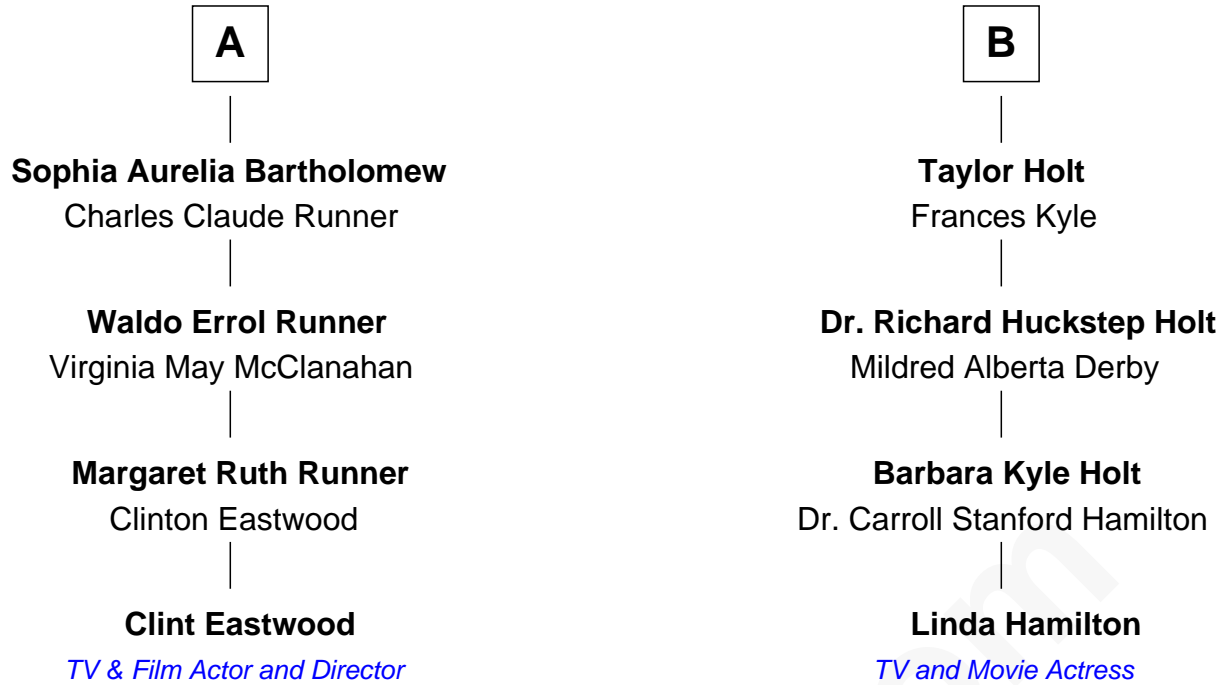 A
B
Sophia Aurelia Bartholomew
Charles Claude Runner
Taylor Holt
Frances Kyle
Waldo Errol Runner
Virginia May McClanahan
Dr. Richard Huckstep Holt
Mildred Alberta Derby
Margaret Ruth Runner
Clinton Eastwood
Barbara Kyle Holt
Dr. Carroll Stanford Hamilton
Clint Eastwood
TV & Film Actor and Director
Linda Hamilton
TV and Movie Actress